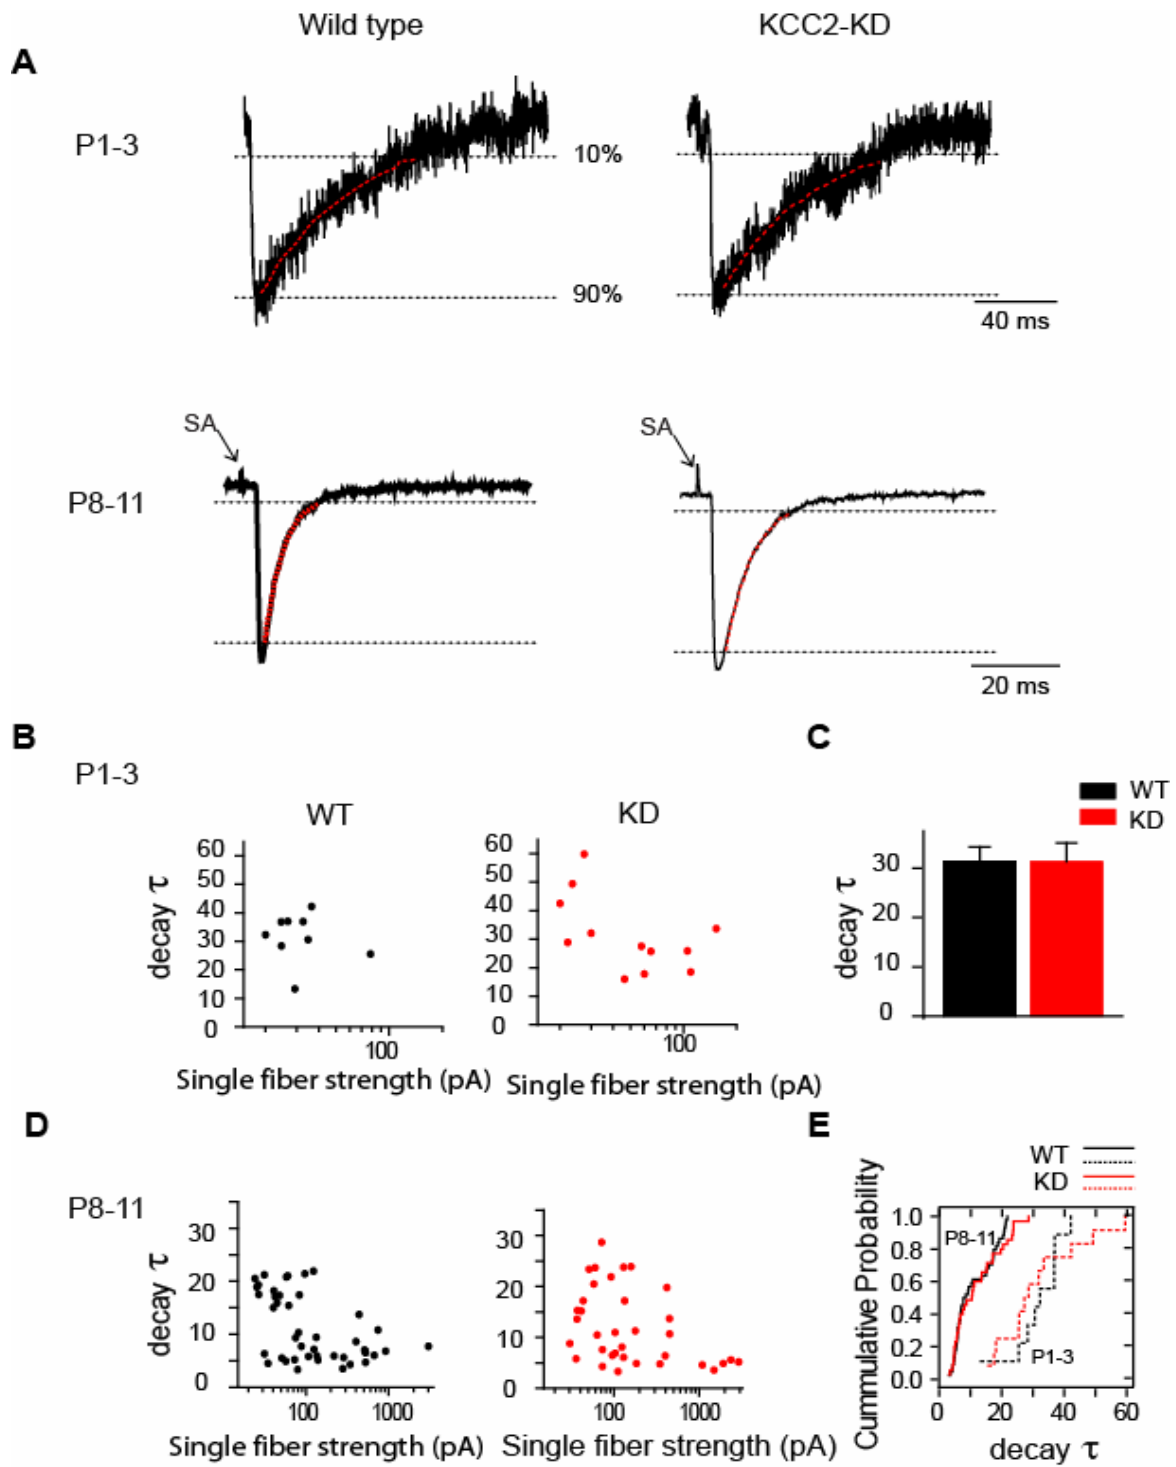 Wild type KCC2-KD
A
P1-3
10%
90%
40 ms
SA SA
P8-11
20 ms
B C
P1-3
WT
KD
WT KD
60 60
50 50
40 40
30 30
20 20
10 10
0 0
decay τ
100 100
Single fiber strength (pA) Single fiber strength (pA)
30
20
10
0
decay τ
D E
P8-11
WT
KD
30 30
20 20
10 10
0 0
decay τ
100 1000 100 1000
Single fiber strength (pA) Single fiber strength (pA)
Cummulative Probability
1.0
0.8
0.6
0.4
0.2
0.0
P8-11
P1-3
0 20 40 60
decay τ